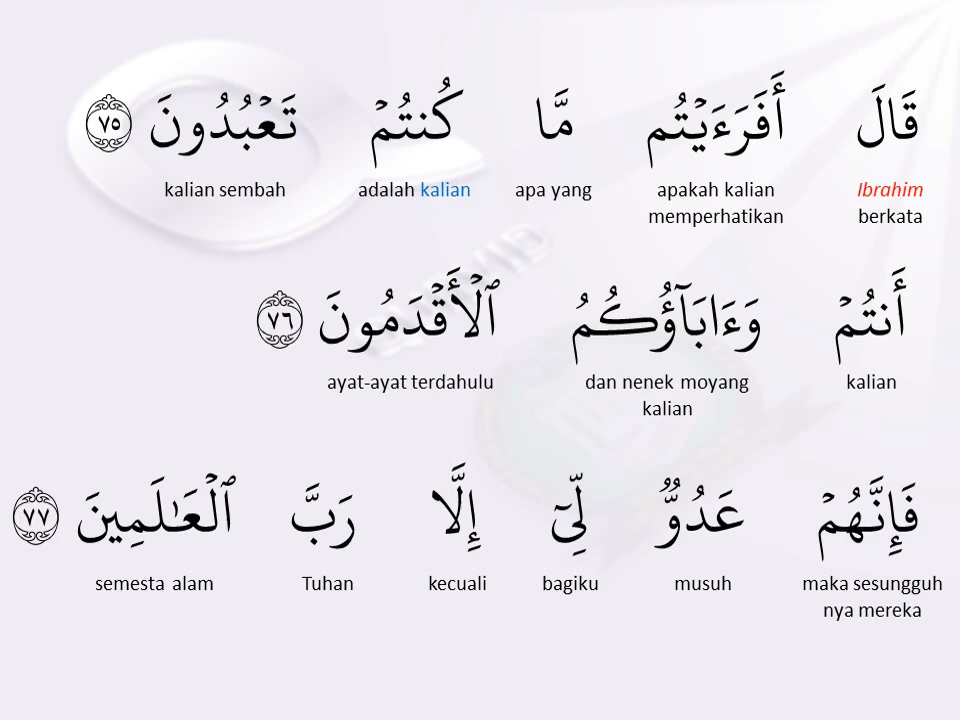 قَالَ أَفَرَءَيْتُم مَّا كُنتُمْ تَعْبُدُونَ ٧٥
Ibrahim berkata apakah kalian memperhatikan apa yang adalah kalian kalian sembah
أَنتُمْ وَءَابَآؤُكُمُ ٱلْأَقْدَمُونَ ٧٦
kalian dan nenek moyang kalian ayat-ayat terdahulu
فَإِنَّهُمْ عَدُوٌّ لِّىٓ إِلَّا رَبَّ ٱلْعَـٰلَمِينَ ٧٧
maka sesungguh nya mereka musuh bagiku kecuali Tuhan semesta alam